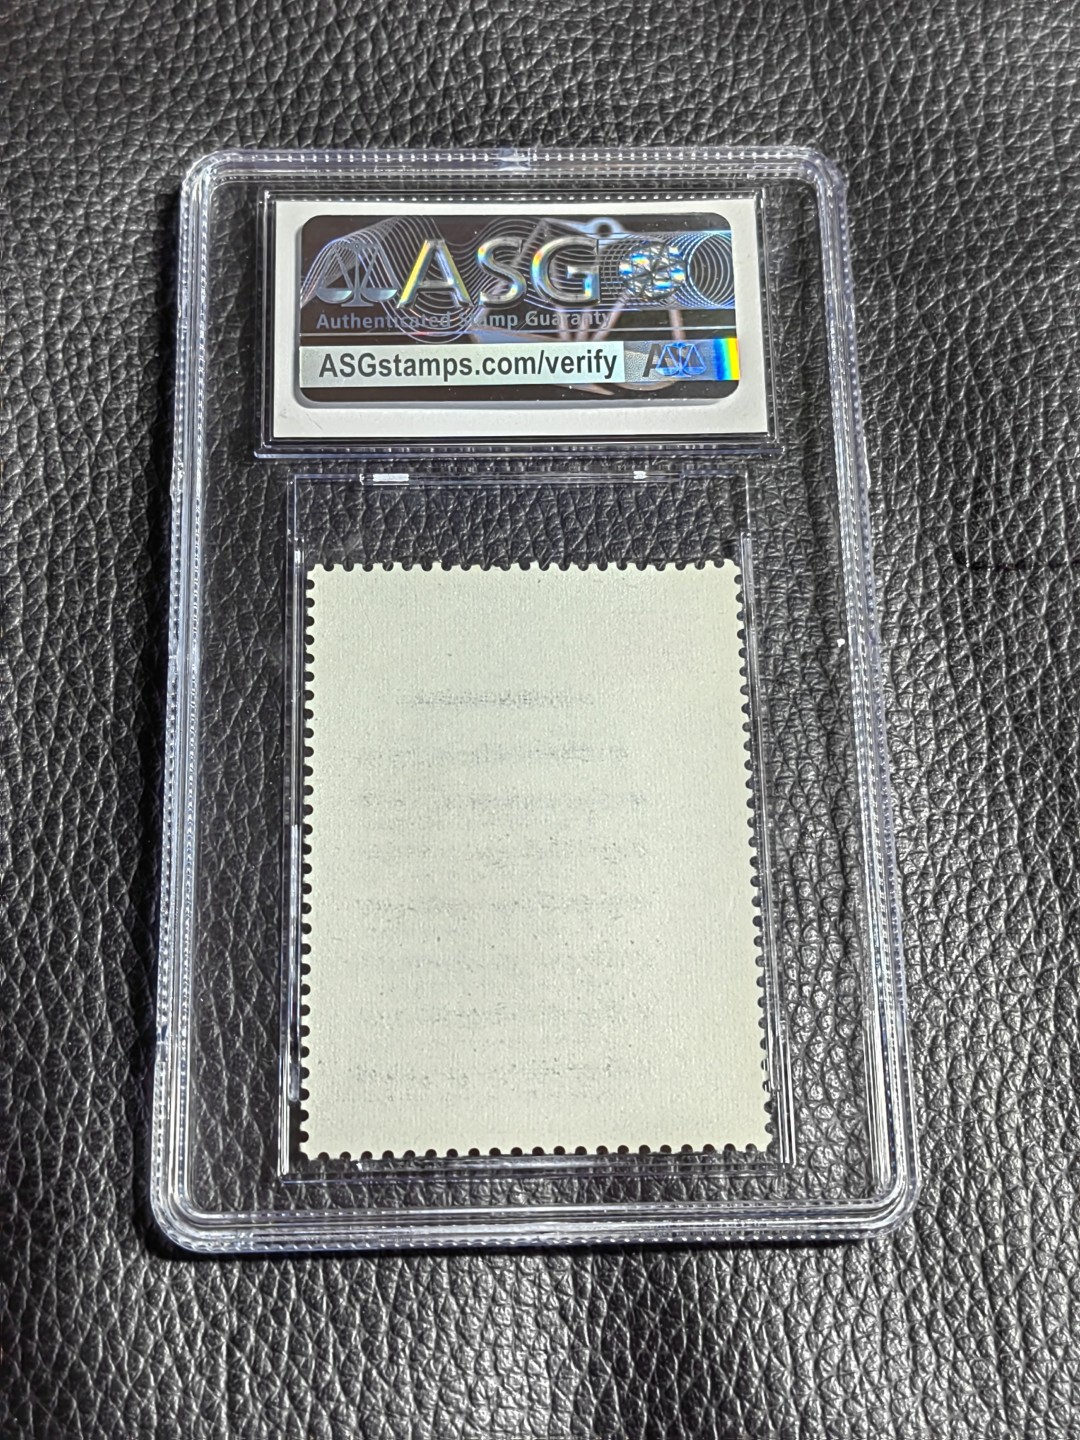 ASG
Authenticated Stamp Guaranty
ASGstamps.com/verify